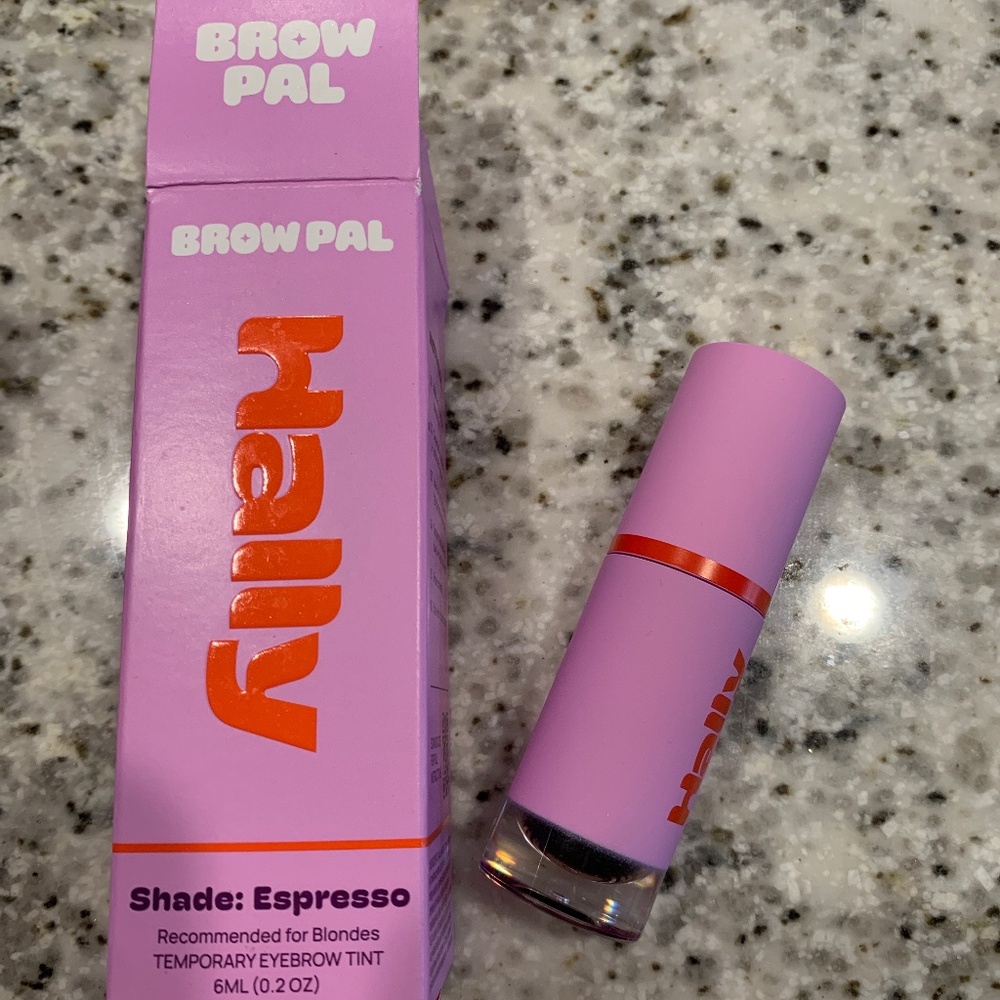 BROW
PAL
BROW PAL
Hally
Shade: Espresso
Recommended for Blondes
TEMPORARY EYEBROW TINT
6ML (0.2 OZ)
Hally